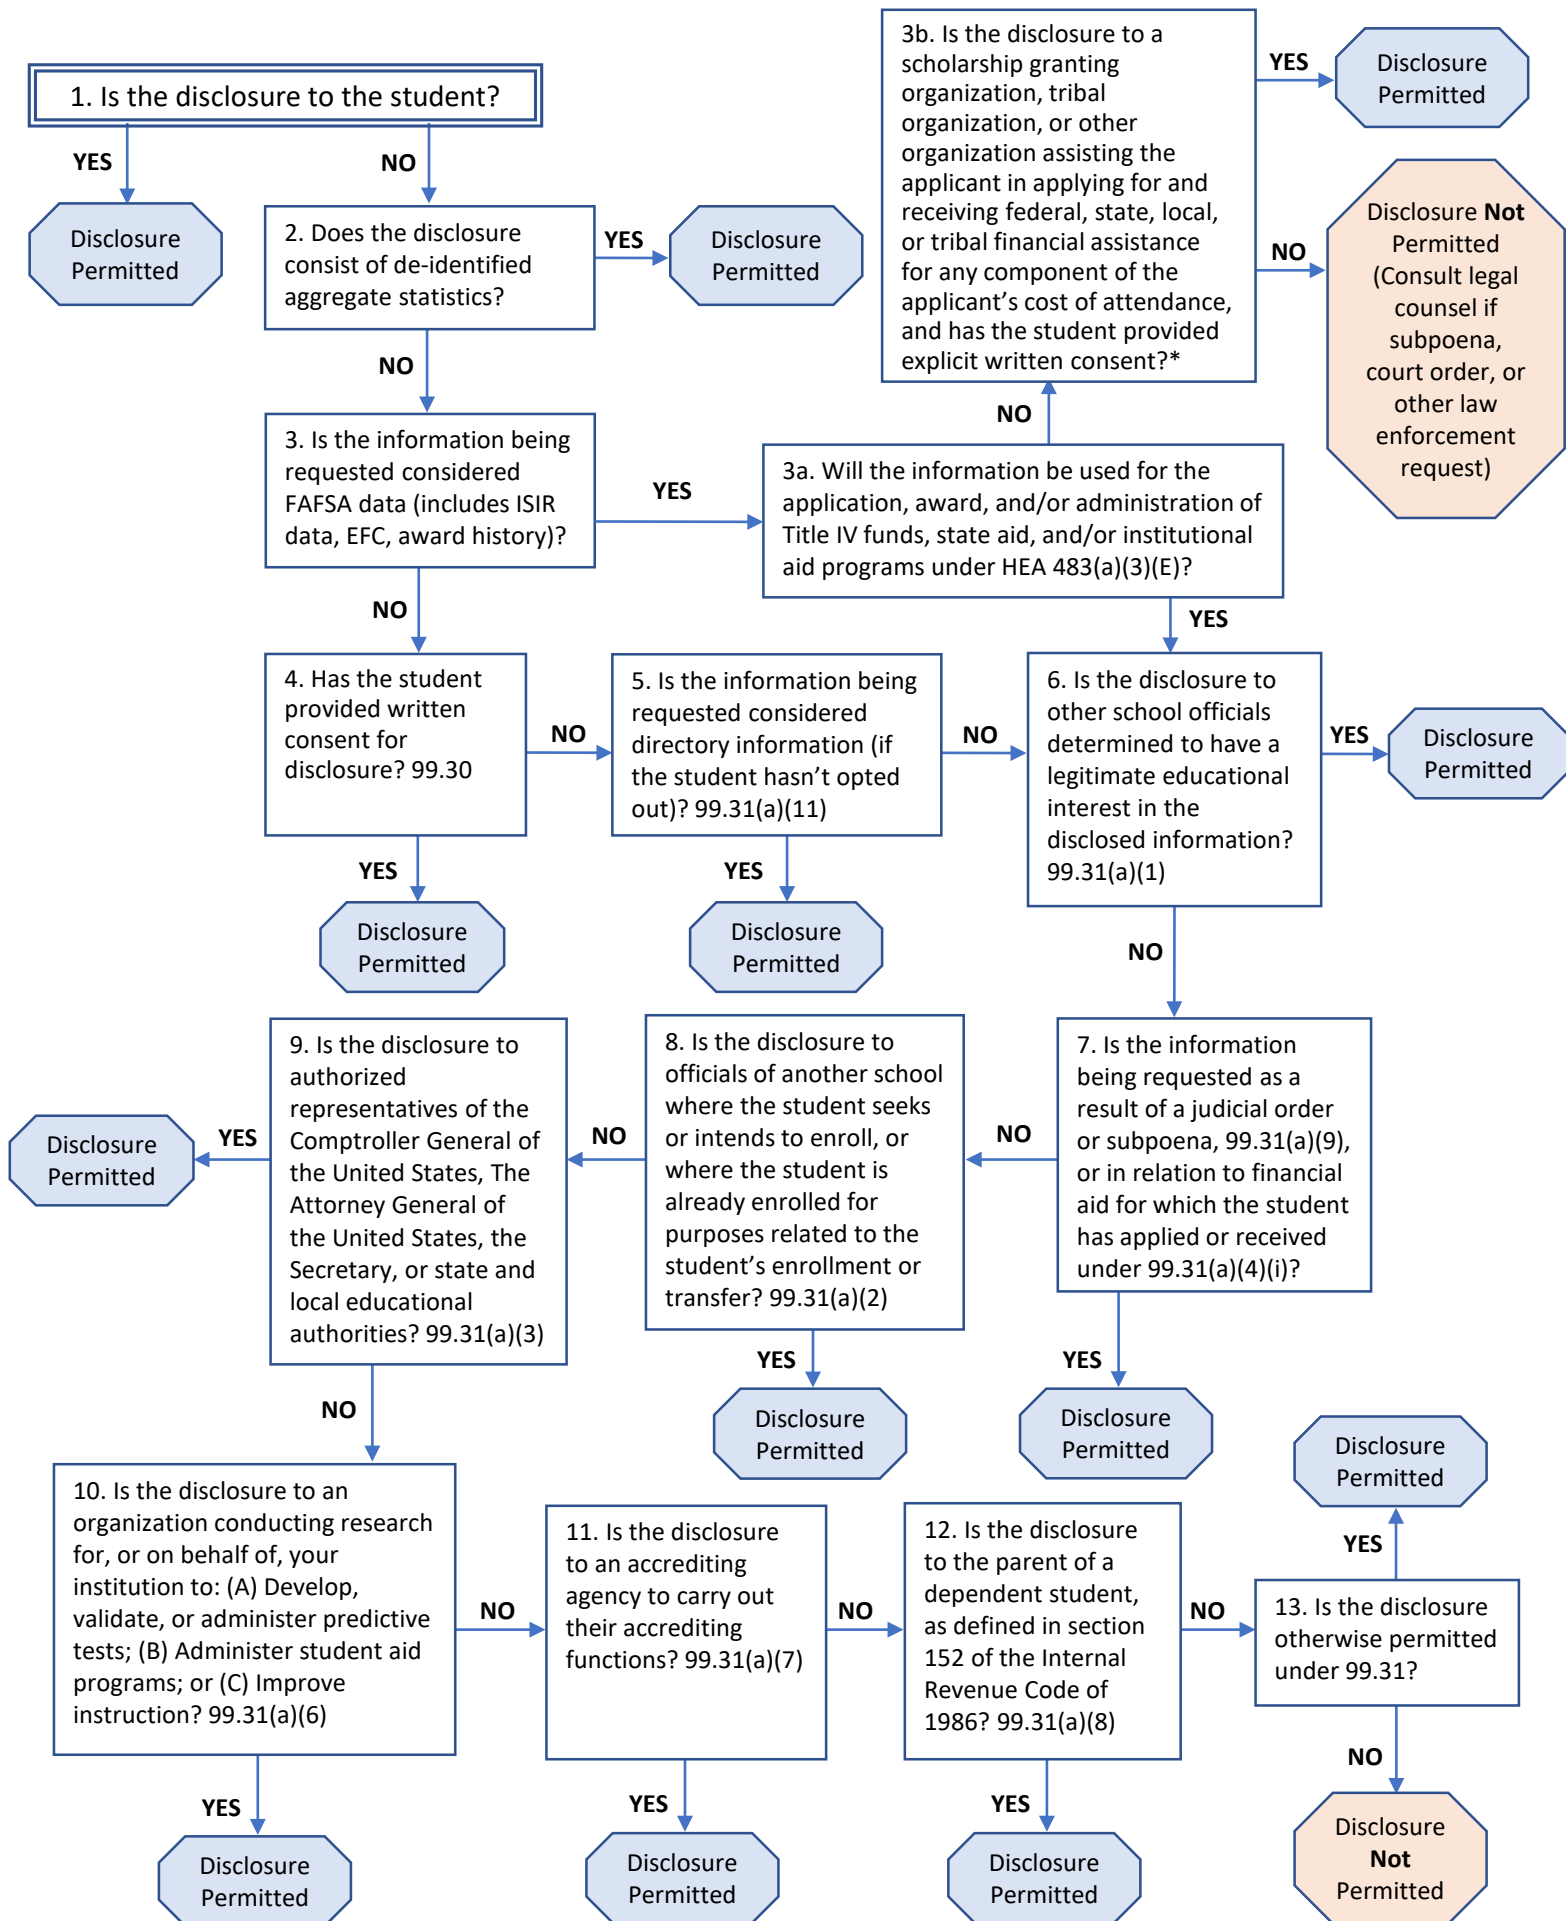 1. Is the disclosure to the student?
YES
Disclosure
Permitted
NO
2. Does the disclosure
consist of de-identified
aggregate statistics?
YES
Disclosure
Permitted
NO
3. Is the information being
requested considered
FAFSA data (includes ISIR
data, EFC, award history)?
YES
3a. Will the information be used for the
application, award, and/or administration of
Title IV funds, state aid, and/or institutional
aid programs under HEA 483(a)(3)(E)?
NO
3b. Is the disclosure to a
scholarship granting
organization, tribal
organization, or other
organization assisting the
applicant in applying for and
receiving federal, state, local,
or tribal financial assistance
for any component of the
applicant’s cost of attendance,
and has the student provided
explicit written consent?*
YES
Disclosure
Permitted
NO
Disclosure Not
Permitted
(Consult legal
counsel if
subpoena,
court order, or
other law
enforcement
request)
YES
NO
4. Has the student
provided written
consent for
disclosure? 99.30
YES
Disclosure
Permitted
NO
5. Is the information being
requested considered
directory information (if
the student hasn’t opted
out)? 99.31(a)(11)
YES
Disclosure
Permitted
NO
6. Is the disclosure to
other school officials
determined to have a
legitimate educational
interest in the
disclosed information?
99.31(a)(1)
YES
Disclosure
Permitted
NO
7. Is the information
being requested as a
result of a judicial order
or subpoena, 99.31(a)(9),
or in relation to financial
aid for which the student
has applied or received
under 99.31(a)(4)(i)?
YES
Disclosure
Permitted
NO
8. Is the disclosure to
officials of another school
where the student seeks
or intends to enroll, or
where the student is
already enrolled for
purposes related to the
student’s enrollment or
transfer? 99.31(a)(2)
YES
Disclosure
Permitted
NO
9. Is the disclosure to
authorized
representatives of the
Comptroller General of
the United States, The
Attorney General of
the United States, the
Secretary, or state and
local educational
authorities? 99.31(a)(3)
YES
Disclosure
Permitted
NO
10. Is the disclosure to an
organization conducting research
for, or on behalf of, your
institution to: (A) Develop,
validate, or administer predictive
tests; (B) Administer student aid
programs; or (C) Improve
instruction? 99.31(a)(6)
YES
Disclosure
Permitted
NO
11. Is the disclosure
to an accrediting
agency to carry out
their accrediting
functions? 99.31(a)(7)
YES
Disclosure
Permitted
NO
12. Is the disclosure
to the parent of a
dependent student,
as defined in section
152 of the Internal
Revenue Code of
1986? 99.31(a)(8)
YES
Disclosure
Permitted
NO
13. Is the disclosure
otherwise permitted
under 99.31?
YES
Disclosure
Permitted
NO
Disclosure
Not
Permitted